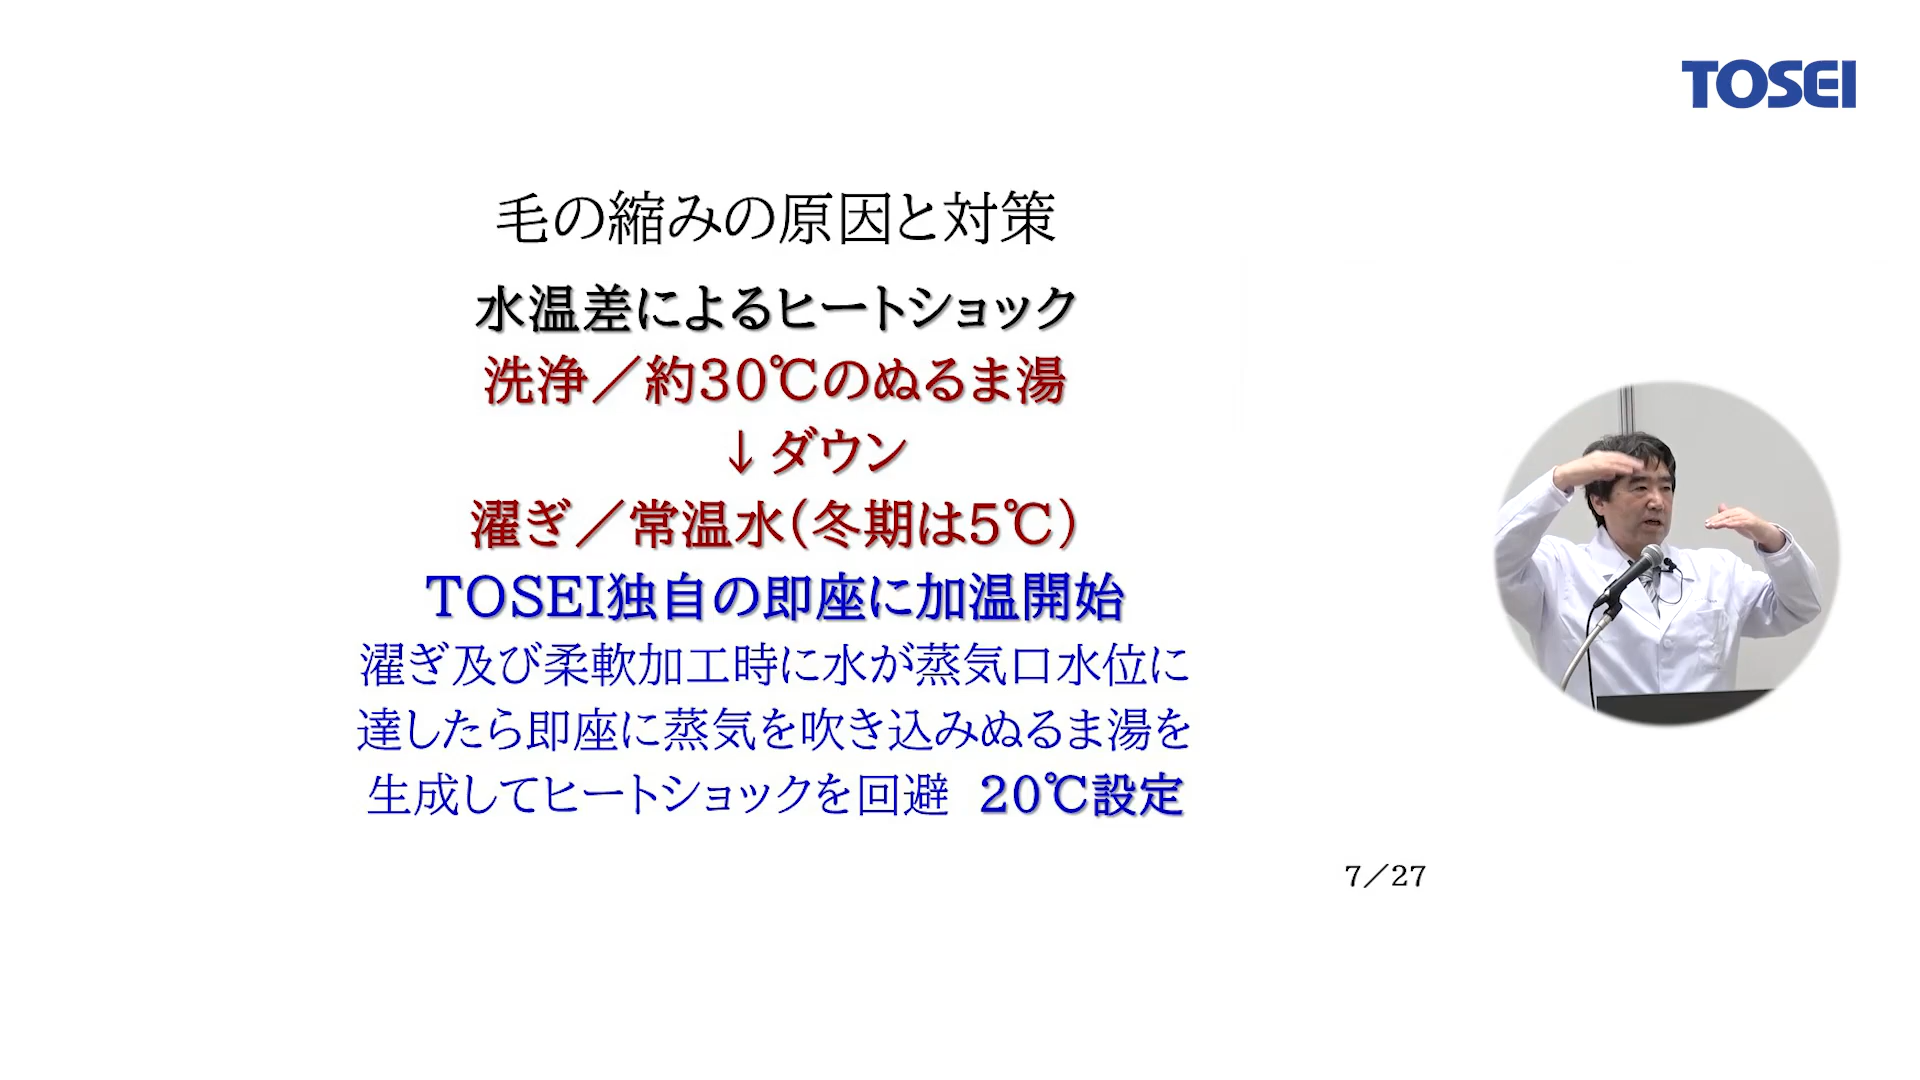 TOSEI
毛の縮みの原因と対策
水温差によるヒートショック
洗浄／約30℃のぬるま湯
↓ダウン
濯ぎ／常温水(冬期は5℃)
TOSEI独自の即座に加温開始
濯ぎ及び柔軟加工時に水が蒸気口水位に
達したら即座に蒸気を吹き込みぬるま湯を
生成してヒートショックを回避 20℃設定
7／27